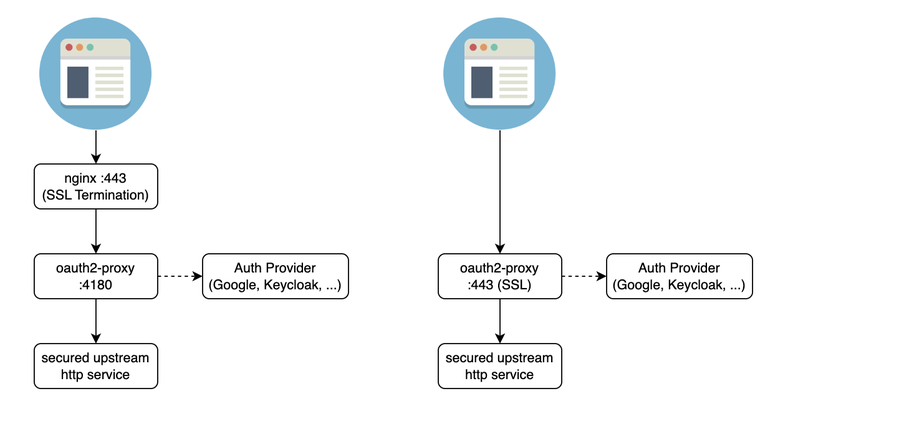 nginx :443
(SSL Termination)
oauth2-proxy
:4180
Auth Provider
(Google, Keycloak, ...)
secured upstream
http service
oauth2-proxy
:443 (SSL)
Auth Provider
(Google, Keycloak, ...)
secured upstream
http service